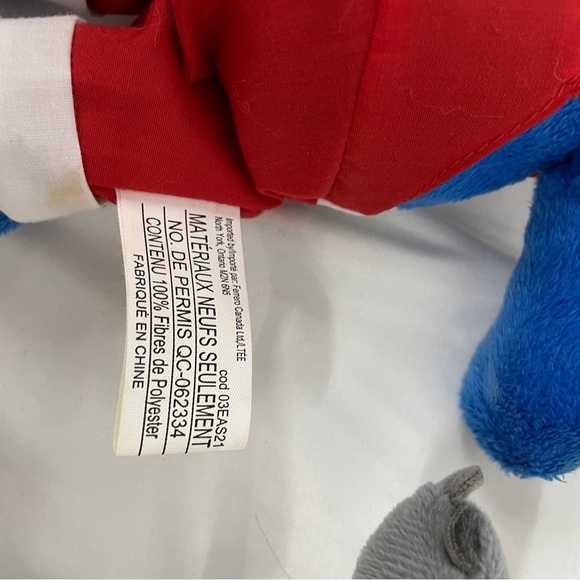 Imported by/Importé par: Ferrero Canada Ltd./LTÉE
North York, Ontario M2N 6N5
cod 03EAS21
MATÉRIAUX NEUFS SEULEMENT
NO. DE PERMIS QC-062334
CONTENU 100% Fibres de Polyester
FABRIQUÉ EN CHINE